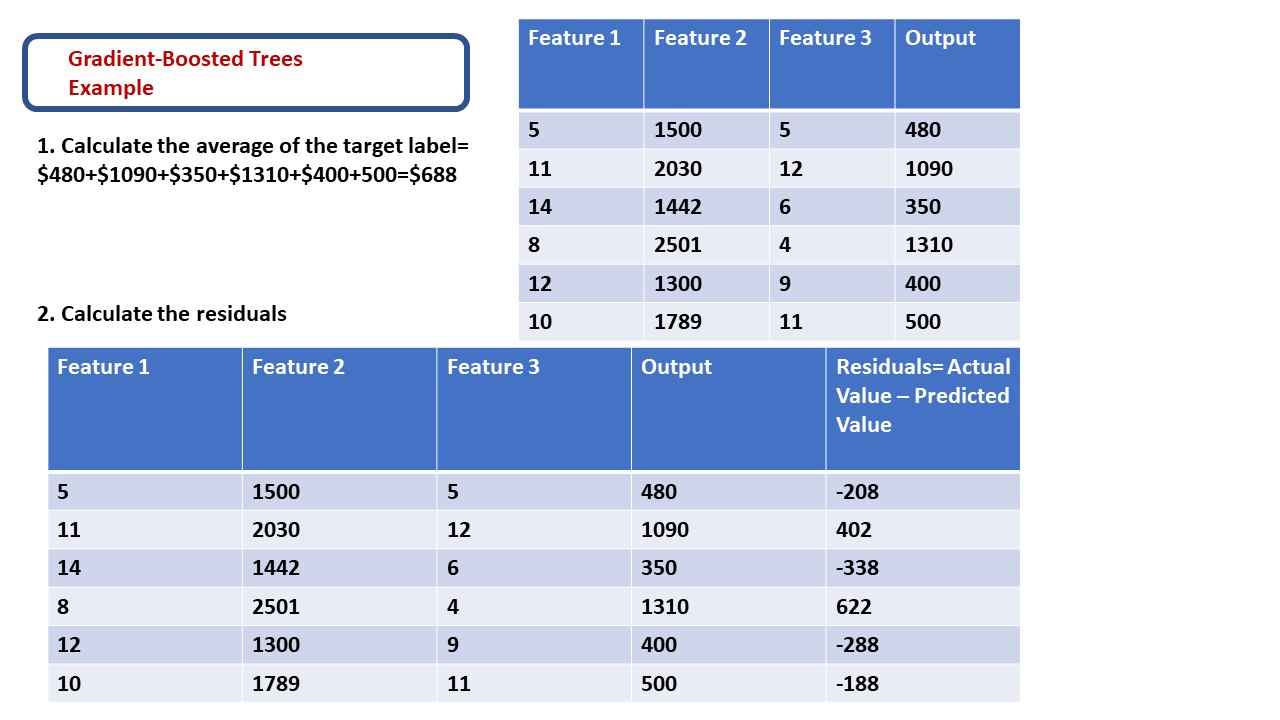 Gradient-Boosted Trees
Example
1. Calculate the average of the target label=
$480+$1090+$350+$1310+$400+500=$688
Feature 1 Feature 2 Feature 3 Output
5 1500 5 480
11 2030 12 1090
14 1442 6 350
8 2501 4 1310
12 1300 9 400
10 1789 11 500
2. Calculate the residuals
Feature 1 Feature 2 Feature 3 Output Residuals= Actual
Value – Predicted
Value
5 1500 5 480 -208
11 2030 12 1090 402
14 1442 6 350 -338
8 2501 4 1310 622
12 1300 9 400 -288
10 1789 11 500 -188